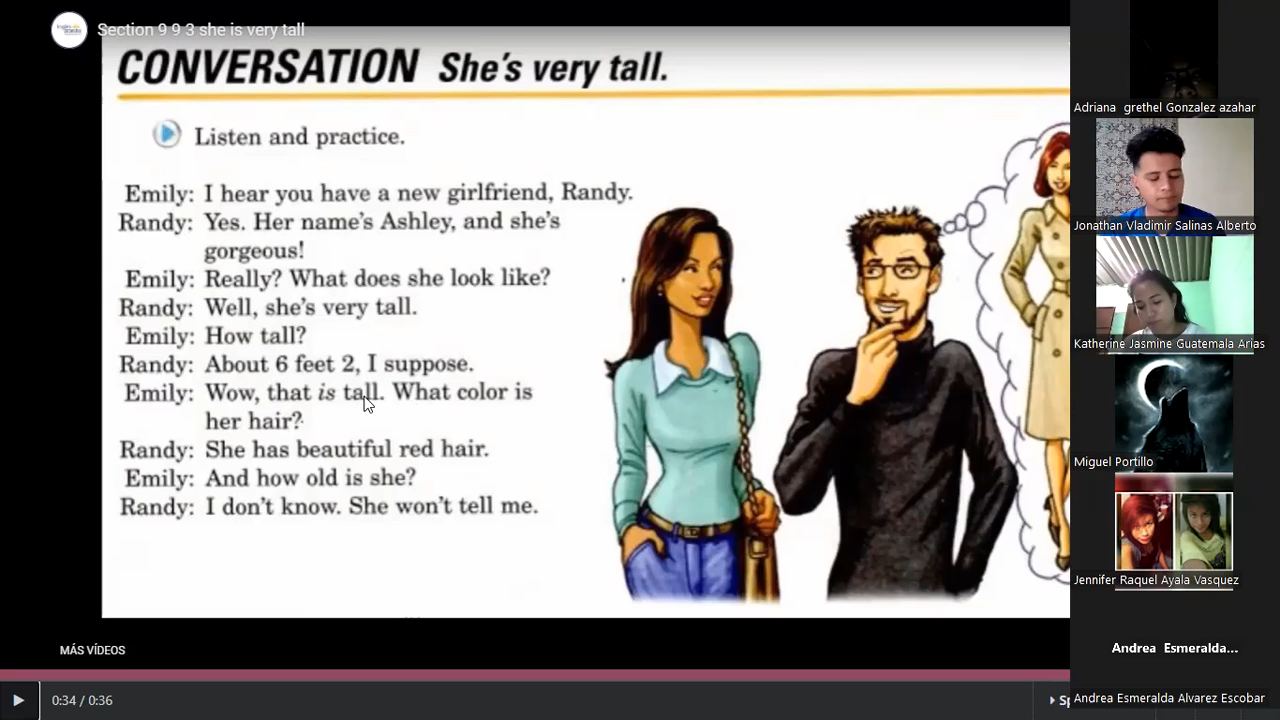 Section 9 9 3 she is very tall
CONVERSATION She's very tall.
Listen and practice.
Emily: I hear you have a new girlfriend, Randy.
Randy: Yes. Her name's Ashley, and she's
gorgeous!
Emily: Really? What does she look like?
Randy: Well, she's very tall.
Emily: How tall?
Randy: About 6 feet 2, I suppose.
Emily: Wow, that is tall. What color is
her hair?
Randy: She has beautiful red hair.
Emily: And how old is she?
Randy: I don't know. She won't tell me.
MÁS VÍDEOS
0:34 / 0:36
Adriana grethel Gonzalez azahar
Jonathan Vladimir Salinas Alberto
Katherine Jasmine Guatemala Arias
Miguel Portillo
Jennifer Raquel Ayala Vasquez
Andrea Esmeralda...
Andrea Esmeralda Alvarez Escobar